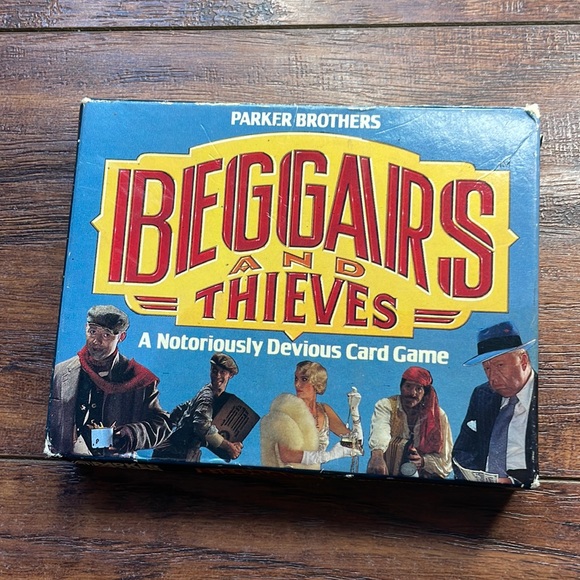 PARKER BROTHERS
BEGGARS
AND
THIEVES
A Notoriously Devious Card Game